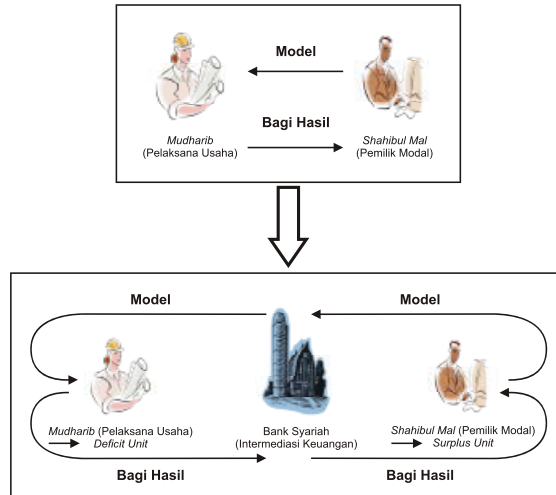 Model
Bagi Hasil
Mudharib
(Pelaksana Usaha)
Shahibul Mal
(Pemilik Modal)
Model
Model
Mudharib (Pelaksana Usaha)
Deficit Unit
Bank Syariah
(Intermediasi Keuangan)
Shahibul Mal (Pemilik Modal)
Surplus Unit
Bagi Hasil
Bagi Hasil